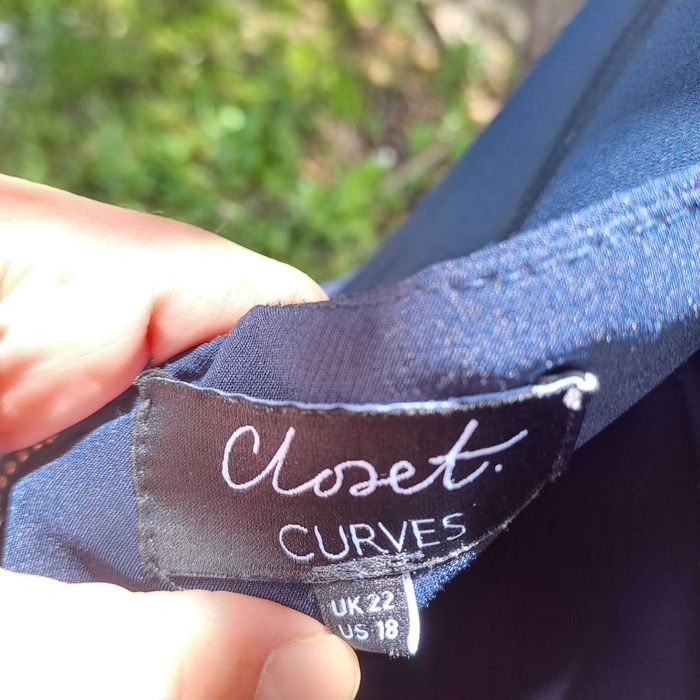 Closet.
CURVES
UK 22
US 18